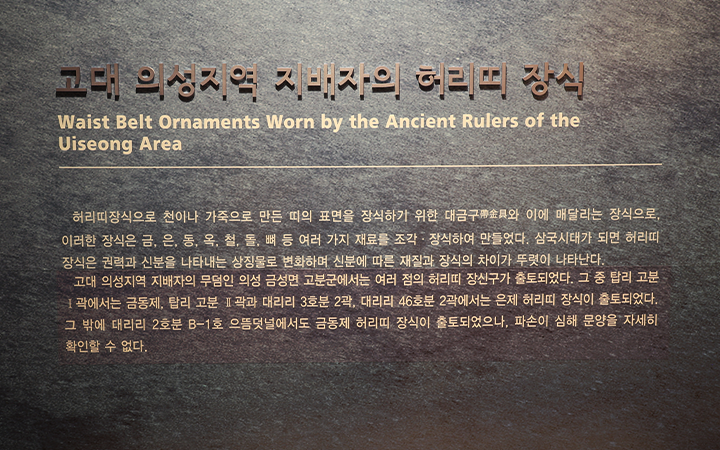 고대 의성지역 지배자의 허리띠 장식
Waist Belt Ornaments Worn by the Ancient Rulers of the
Uiseong Area
허리띠장식으로 천이나 가죽으로 만든 띠의 표면을 장식하가 위한 대금구帶金具와 이에 매달리는 장식으로,
이러한 장식은 금, 은, 동, 옥, 철, 돌, 뼈 등 여러 가지 재료를 조각·장식하여 만들었다. 삼국시대가 되면 허리띠
장식은 권력과 신분을 나타내는 상징물로 변화하며 신분에 따른 재질과 장식의 차이가 뚜렷이 나타난다.
고대 의성지역 지배자의 무덤인 의성 금성면 고분군에서는 여러 점의 허리띠 장신구가 출토되었다. 그 중 탑리 고분
Ⅰ곽에서는 금동제, 탑리 고분 Ⅱ곽과 대리리 3호분 2곽, 대리리 46호분 2곽에서는 은제 허리띠 장식이 출토되었다.
그 밖에 대리리 2호분 B-1호 으뜸덧널에서도 금동제 허리띠 장식이 출토되었으나, 파손이 심해 문양을 자세히
확인할 수 없다.